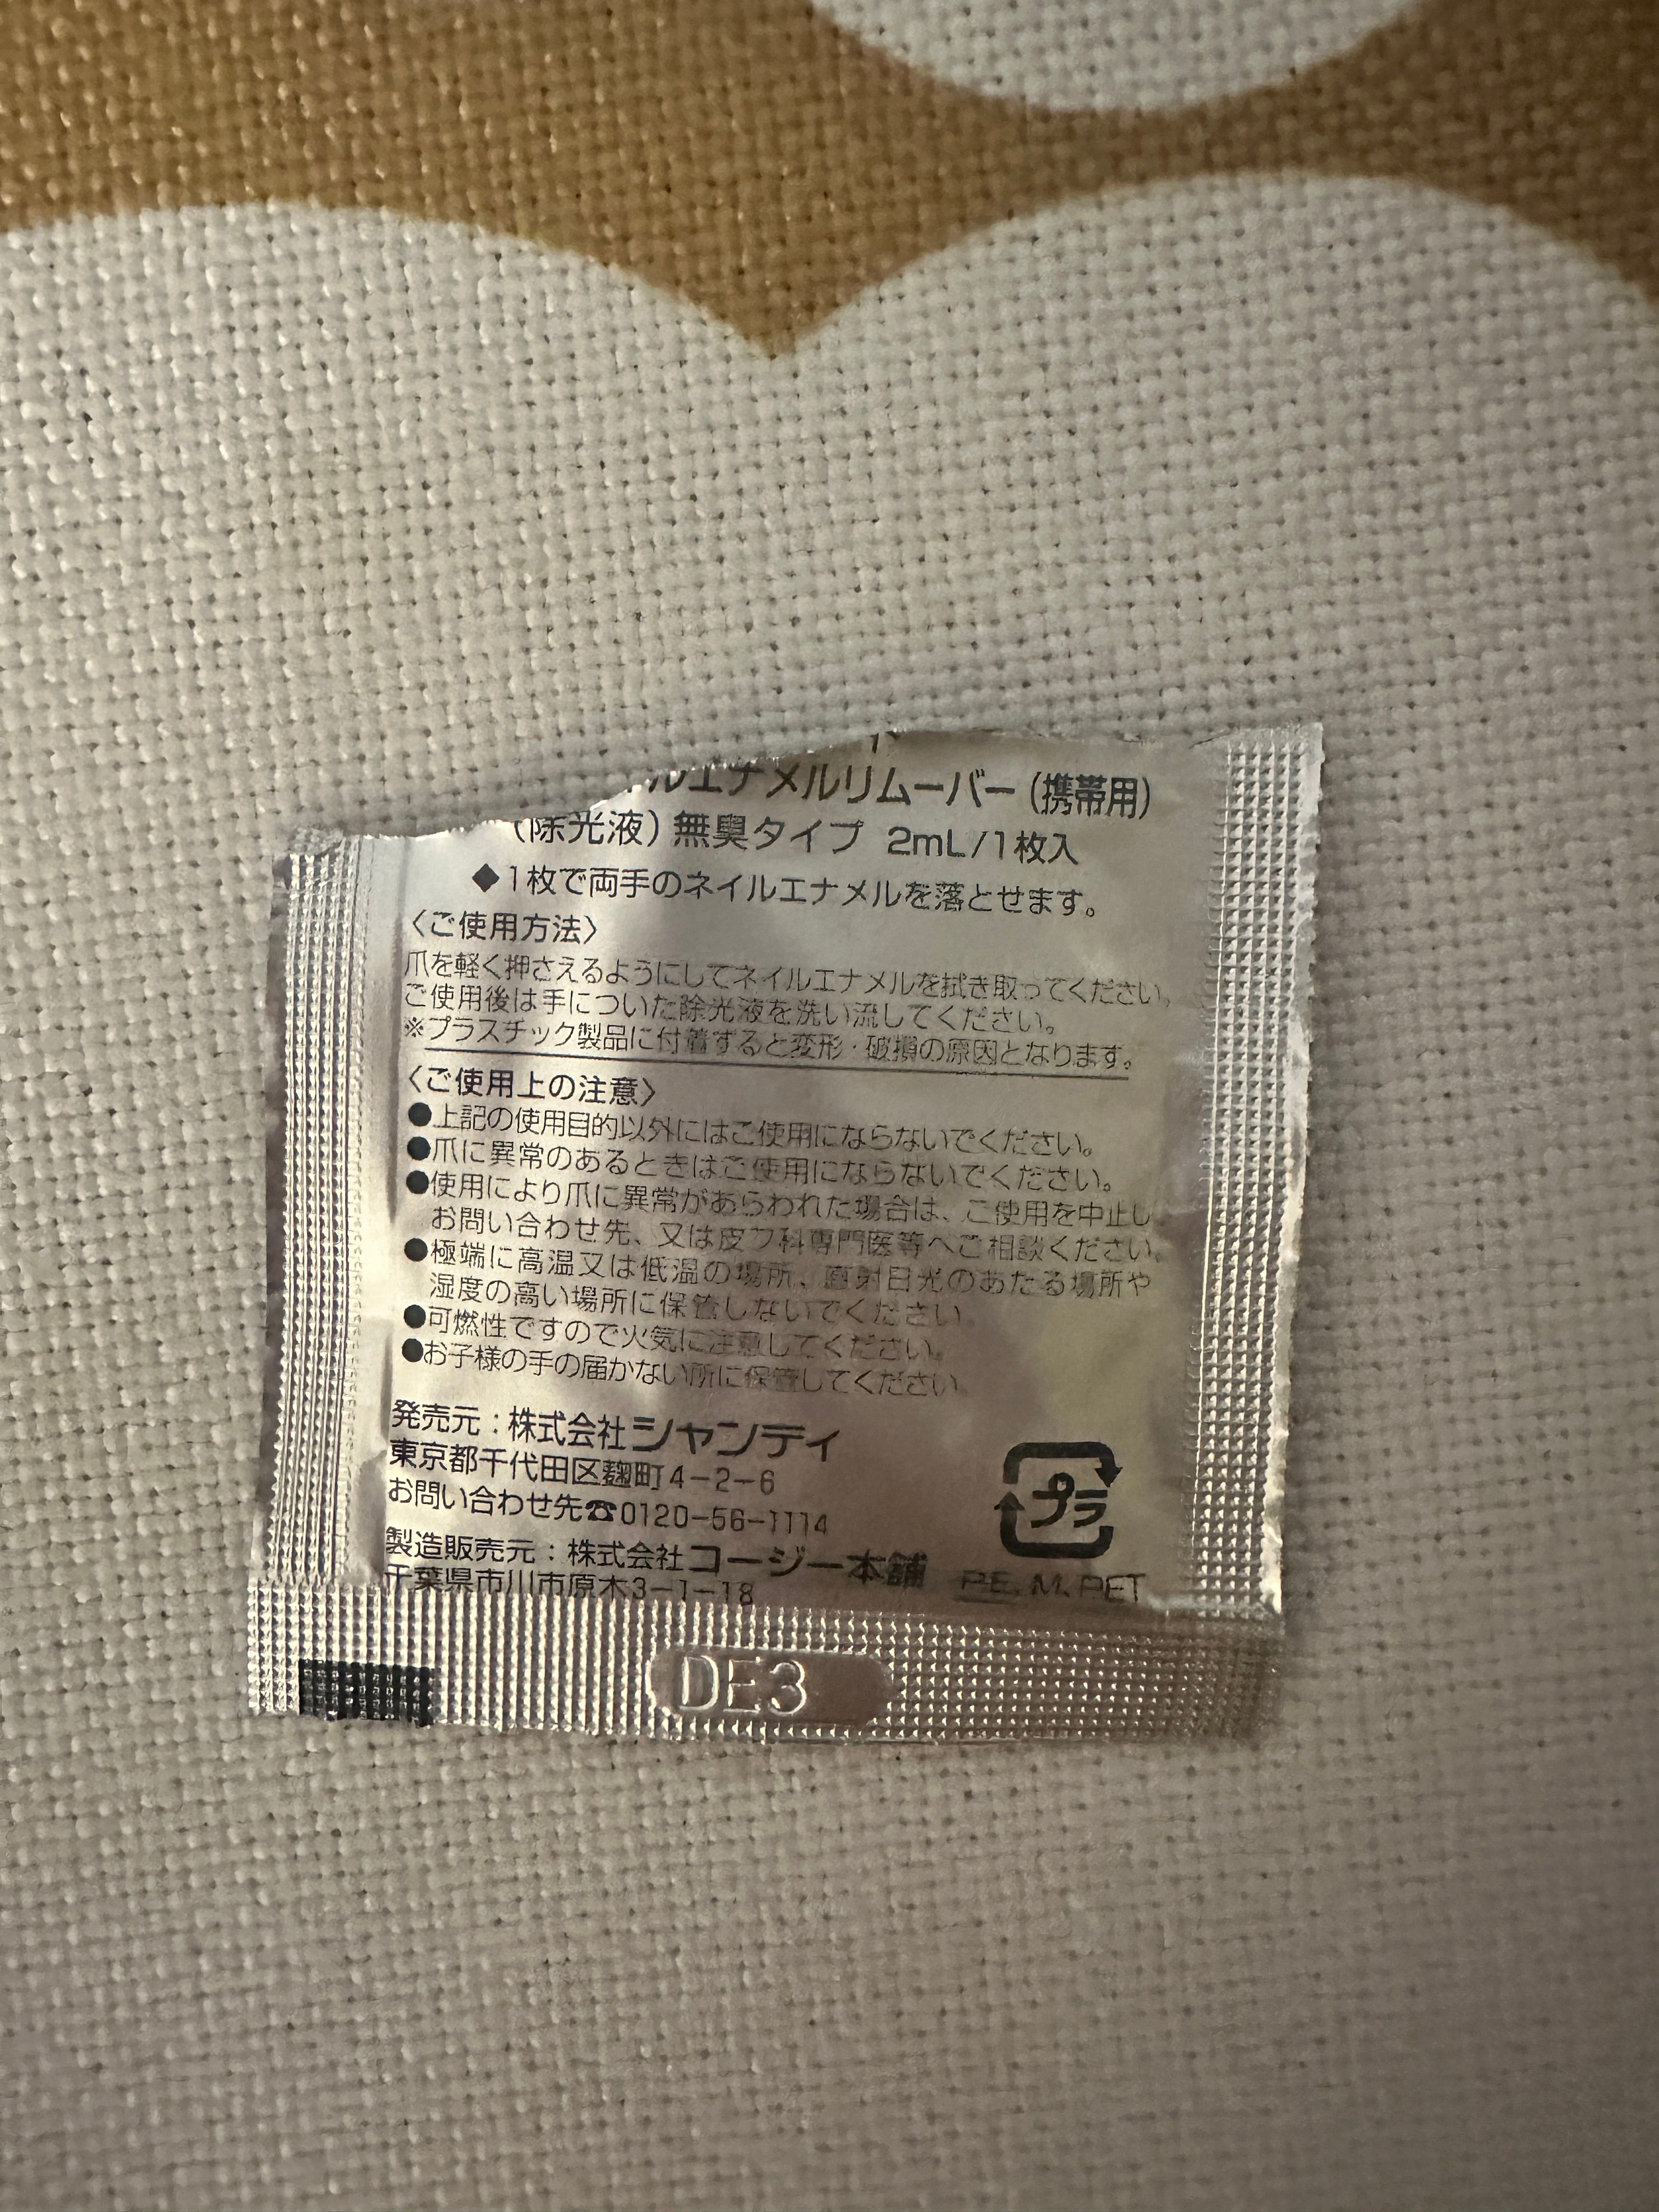 ルエナメルリムーバー(携帯用)
(除光液)無臭タイプ 2mL/1枚入
◆1枚で両手のネイルエナメルを落とせます。
〈ご使用方法〉
爪を軽く押さえるようにしてネイルエナメルを拭き取ってください。
ご使用後は手についた除光液を洗い流してください。
※プラスチック製品に付着すると変形・破損の原因となります。
〈ご使用上の注意〉
●上記の使用目的以外にはご使用にならないでください。
●爪に異常のあるときはご使用にならないでください。
●使用により爪に異常があらわれた場合は、ご使用を中止し
お問い合わせ先、又は皮フ科専門医等へご相談ください。
●極端に高温又は低温の場所、直射日光のあたる場所や
湿度の高い場所に保管しないでください。
●可燃性ですので火気に注意してください。
●お子様の手の届かない所に保管してください。
発売元:株式会社シャンティ
東京都千代田区麹町4-2-6
お問い合わせ先☎0120-56-1114
製造販売元:株式会社コージー本舗
千葉県市川市原木3-1-18
プラ
PE, M, PET
DE3